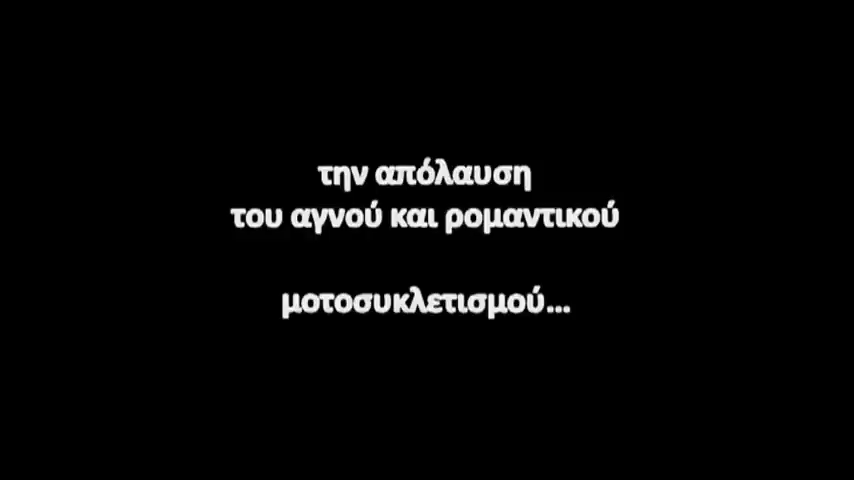 την απόλαυση
του αγνού και ρομαντικού
μοτοσυκλετισμού...